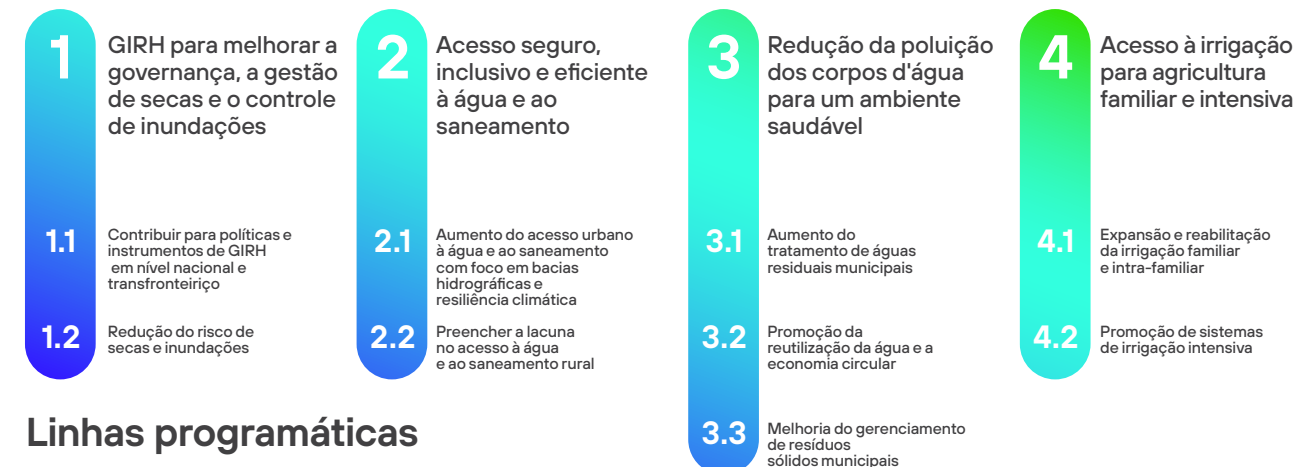 1
GIRH para melhorar a
governança, a gestão
de secas e o controle
de inundações
1.1
Contribuir para políticas e
instrumentos de GIRH
em nível nacional e
transfronteiriço
1.2
Redução do risco de
secas e inundações
2
Acesso seguro,
inclusivo e eficiente
à água e ao
saneamento
2.1
Aumento do acesso urbano
à água e ao saneamento
com foco em bacias
hidrográficas e
resiliência climática
2.2
Preencher a lacuna
no acesso à água
e ao saneamento rural
3
Redução da poluição
dos corpos d'água
para um ambiente
saudável
3.1
Aumento do
tratamento de águas
residuais municipais
3.2
Promoção da
reutilização da água e a
economia circular
3.3
Melhoria do gerenciamento
de resíduos
sólidos municipais
4
Acesso à irrigação
para agricultura
familiar e intensiva
4.1
Expansão e reabilitação
da irrigação familiar
e intra-familiar
4.2
Promoção de sistemas
de irrigação intensiva
Linhas programáticas